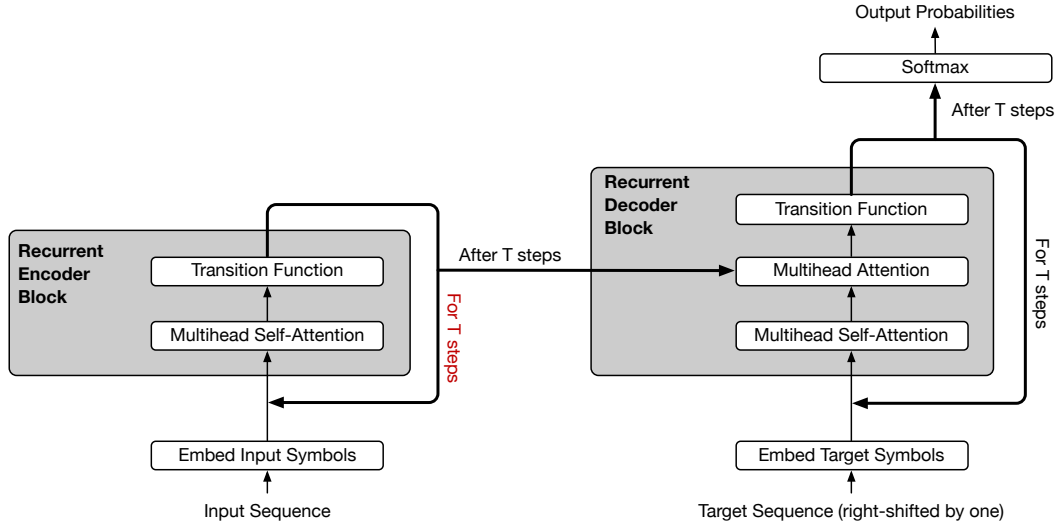 Output Probabilities
Softmax
After T steps
Recurrent
Decoder
Block
Transition Function
Multihead Attention
Multihead Self-Attention
For T steps
Embed Target Symbols
Target Sequence (right-shifted by one)
Recurrent
Encoder
Block
Transition Function
Multihead Self-Attention
After T steps
For T steps
Embed Input Symbols
Input Sequence